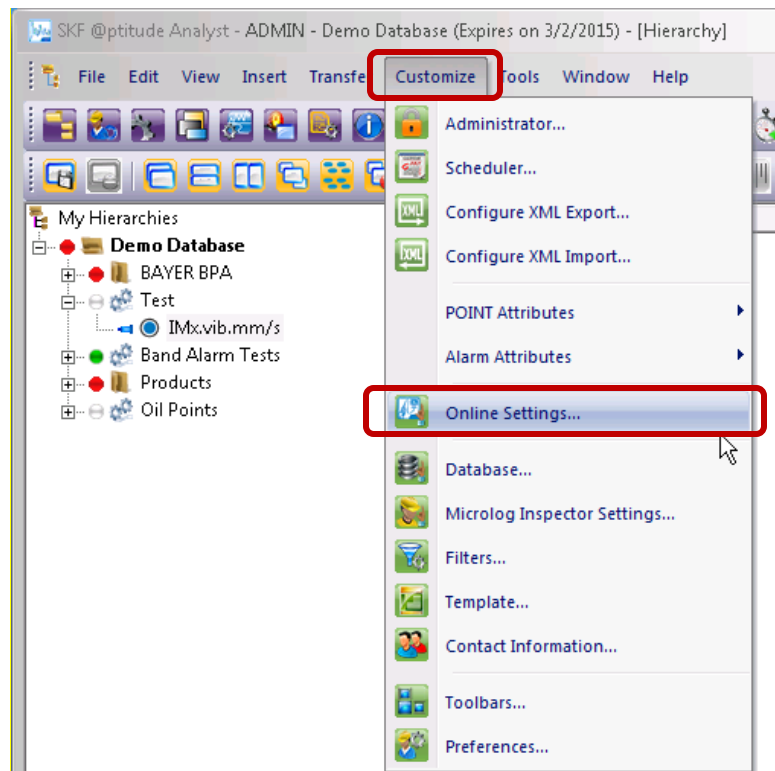 SKF @ptitude Analyst - ADMIN - Demo Database (Expires on 3/2/2015) - [Hierarchy]
File Edit View Insert Transfe Customize Tools Window Help
My Hierarchies
Demo Database
BAYER BPA
Test
IMx.vib.mm/s
Band Alarm Tests
Products
Oil Points
Administrator...
Scheduler...
XML Configure XML Export...
XML Configure XML Import...
POINT Attributes
Alarm Attributes
Online Settings...
Database...
Microlog Inspector Settings...
Filters...
Template...
Contact Information...
Toolbars...
Preferences...